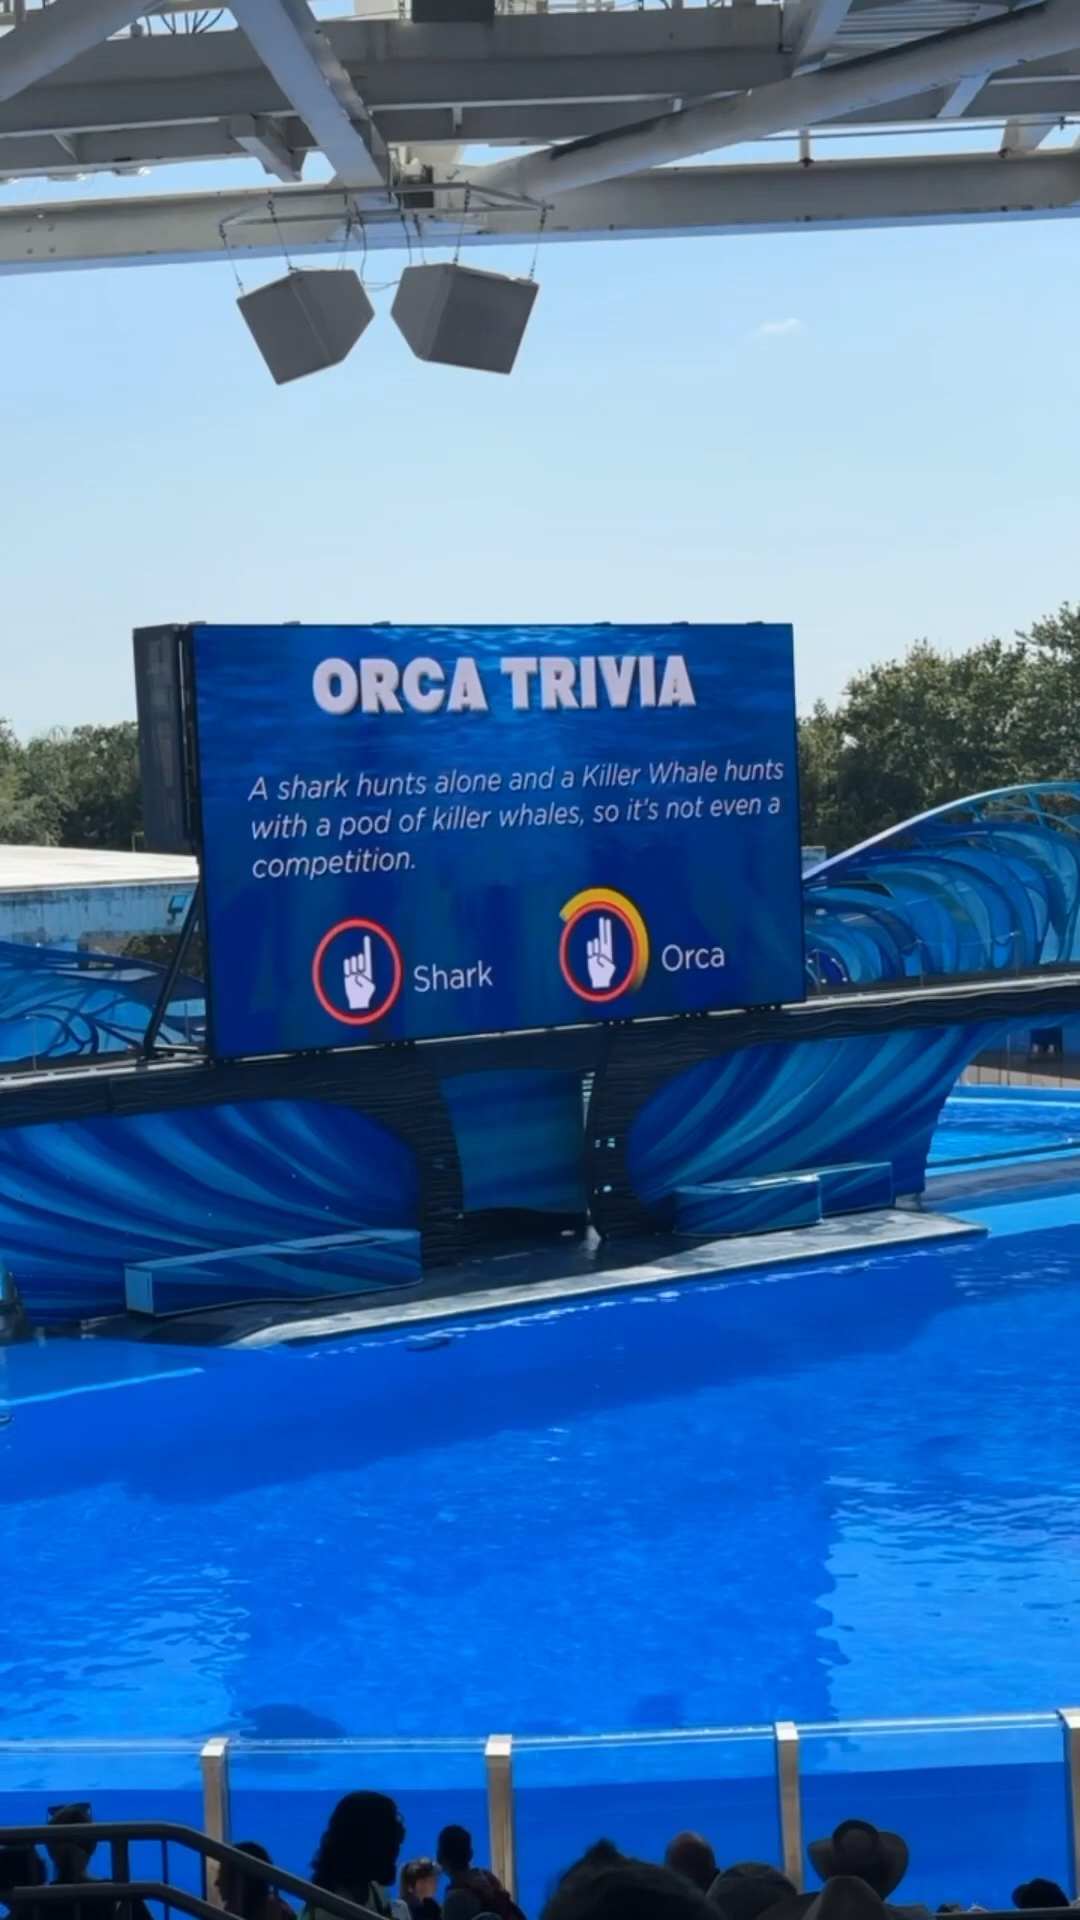 ORCA TRIVIA
A shark hunts alone and a Killer Whale hunts
with a pod of killer whales, so it's not even a
competition.
Shark
Orca